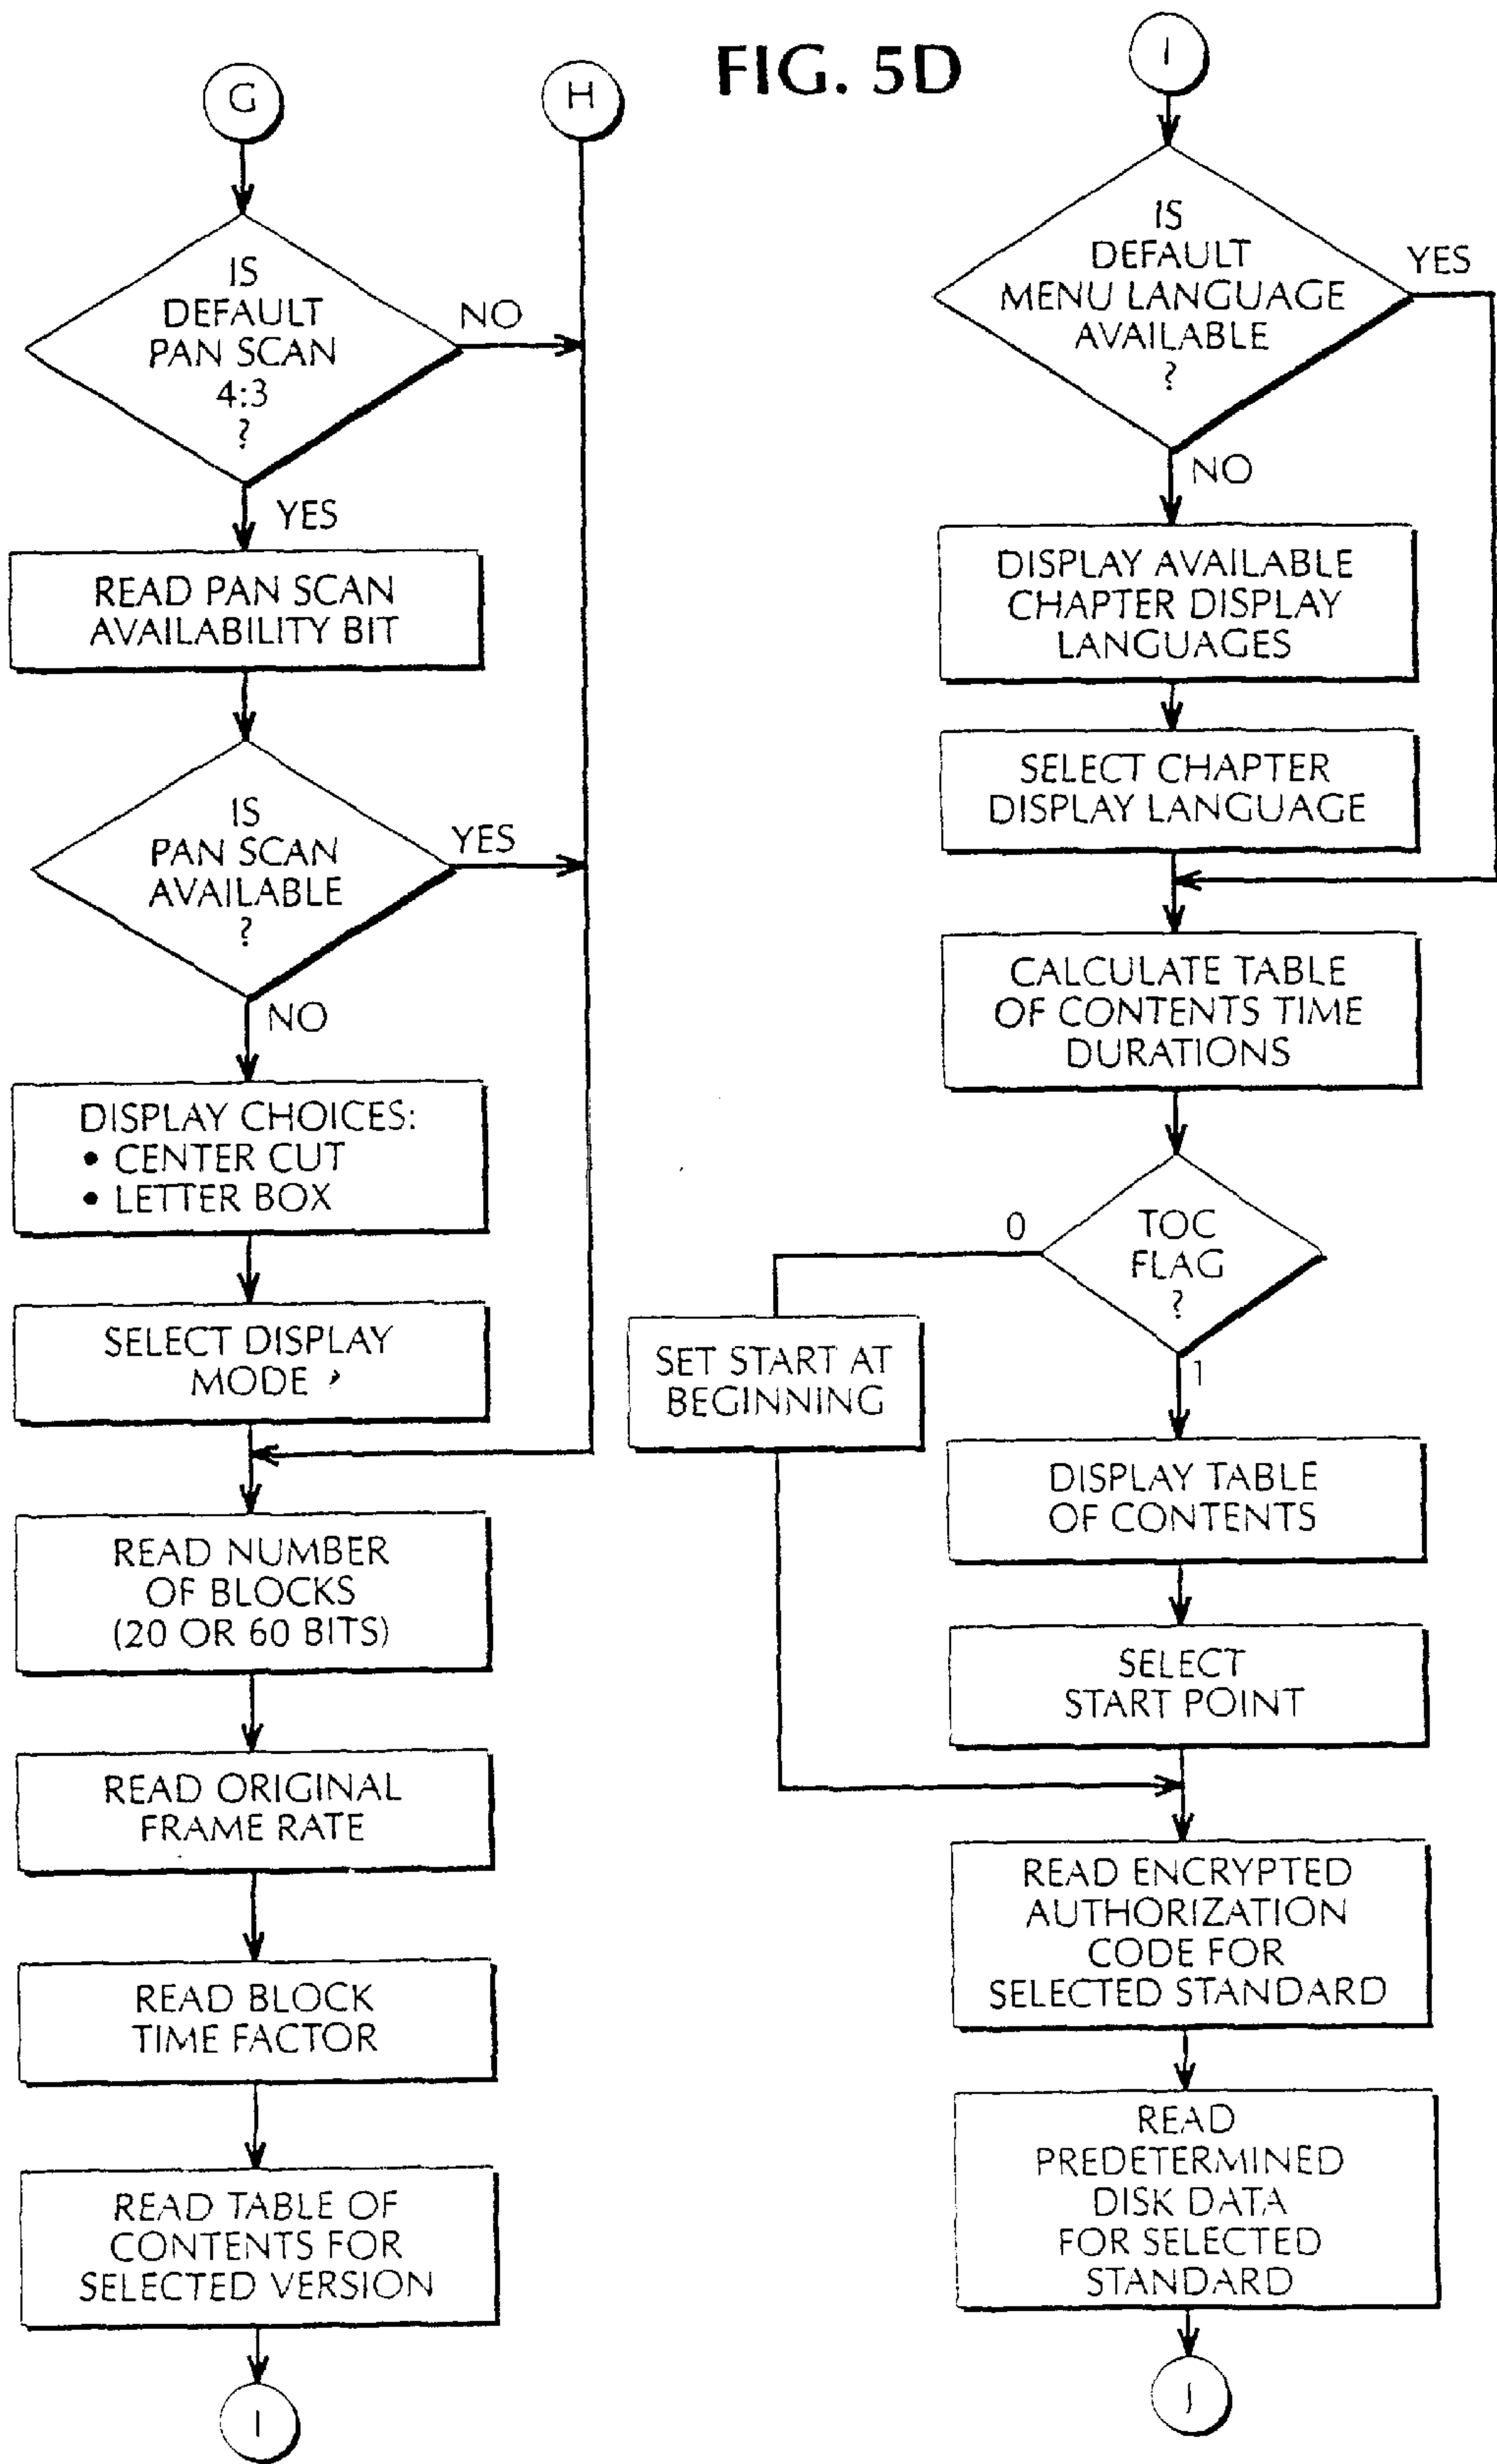 FIG. 5D
G
H
IS
DEFAULT
PAN SCAN
4:3
?
NO
YES
READ PAN SCAN
AVAILABILITY BIT
IS
PAN SCAN
AVAILABLE
?
YES
NO
DISPLAY CHOICES:
• CENTER CUT
• LETTER BOX
SELECT DISPLAY
MODE
READ NUMBER
OF BLOCKS
(20 OR 60 BITS)
READ ORIGINAL
FRAME RATE
READ BLOCK
TIME FACTOR
READ TABLE OF
CONTENTS FOR
SELECTED VERSION
I
I
IS
DEFAULT
MENU LANGUAGE
AVAILABLE
?
YES
NO
DISPLAY AVAILABLE
CHAPTER DISPLAY
LANGUAGES
SELECT CHAPTER
DISPLAY LANGUAGE
CALCULATE TABLE
OF CONTENTS TIME
DURATIONS
TOC
FLAG
?
0
1
SET START AT
BEGINNING
DISPLAY TABLE
OF CONTENTS
SELECT
START POINT
READ ENCRYPTED
AUTHORIZATION
CODE FOR
SELECTED STANDARD
READ
PREDETERMINED
DISK DATA
FOR SELECTED
STANDARD
J